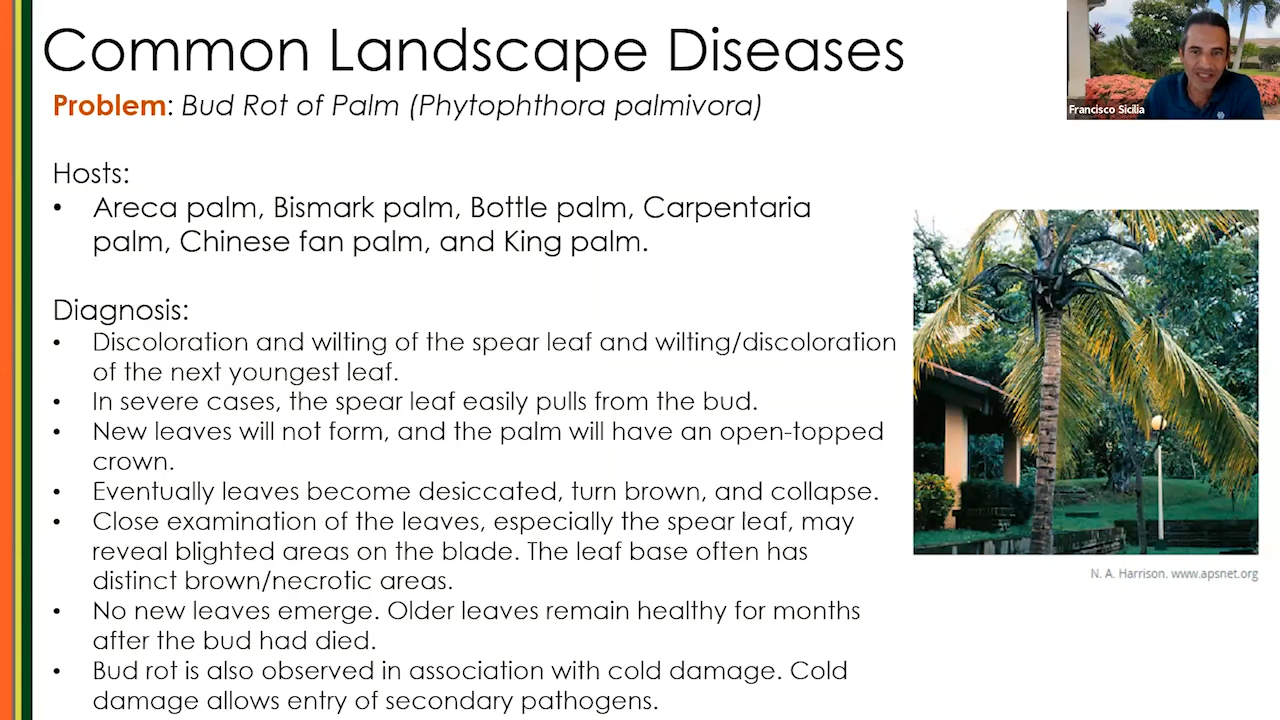 Common Landscape Diseases
Problem: Bud Rot of Palm (Phytophthora palmivora)
Francisco Sicilia
Hosts:
• Areca palm, Bismark palm, Bottle palm, Carpentaria
palm, Chinese fan palm, and King palm.
Diagnosis:
• Discoloration and wilting of the spear leaf and wilting/discoloration
of the next youngest leaf.
• In severe cases, the spear leaf easily pulls from the bud.
• New leaves will not form, and the palm will have an open-topped
crown.
• Eventually leaves become desiccated, turn brown, and collapse.
• Close examination of the leaves, especially the spear leaf, may
reveal blighted areas on the blade. The leaf base often has
distinct brown/necrotic areas.
• No new leaves emerge. Older leaves remain healthy for months
after the bud had died.
• Bud rot is also observed in association with cold damage. Cold
damage allows entry of secondary pathogens.
N. A. Harrison. www.apsnet.org